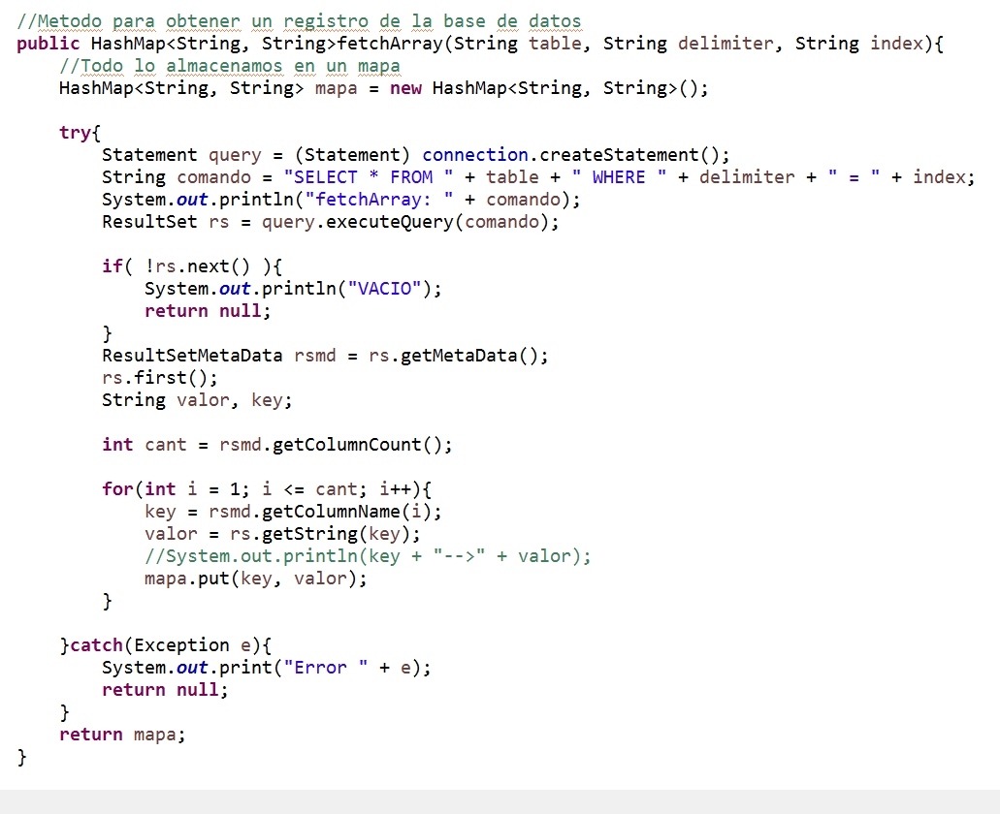 //Metodo para obtener un registro de la base de datos
public HashMap<String, String>fetchArray(String table, String delimiter, String index){
//Todo lo almacenamos en un mapa
HashMap<String, String> mapa = new HashMap<String, String>();
try{
Statement query = (Statement) connection.createStatement();
String comando = "SELECT * FROM " + table + " WHERE " + delimiter + " = " + index;
System.out.println("fetchArray: " + comando);
ResultSet rs = query.executeQuery(comando);
if( !rs.next() ){
System.out.println("VACIO");
return null;
}
ResultSetMetaData rsmd = rs.getMetaData();
rs.first();
String valor, key;
int cant = rsmd.getColumnCount();
for(int i = 1; i <= cant; i++){
key = rsmd.getColumnName(i);
valor = rs.getString(key);
//System.out.println(key + "-->" + valor);
mapa.put(key, valor);
}
}catch(Exception e){
System.out.print("Error " + e);
return null;
}
return mapa;
}